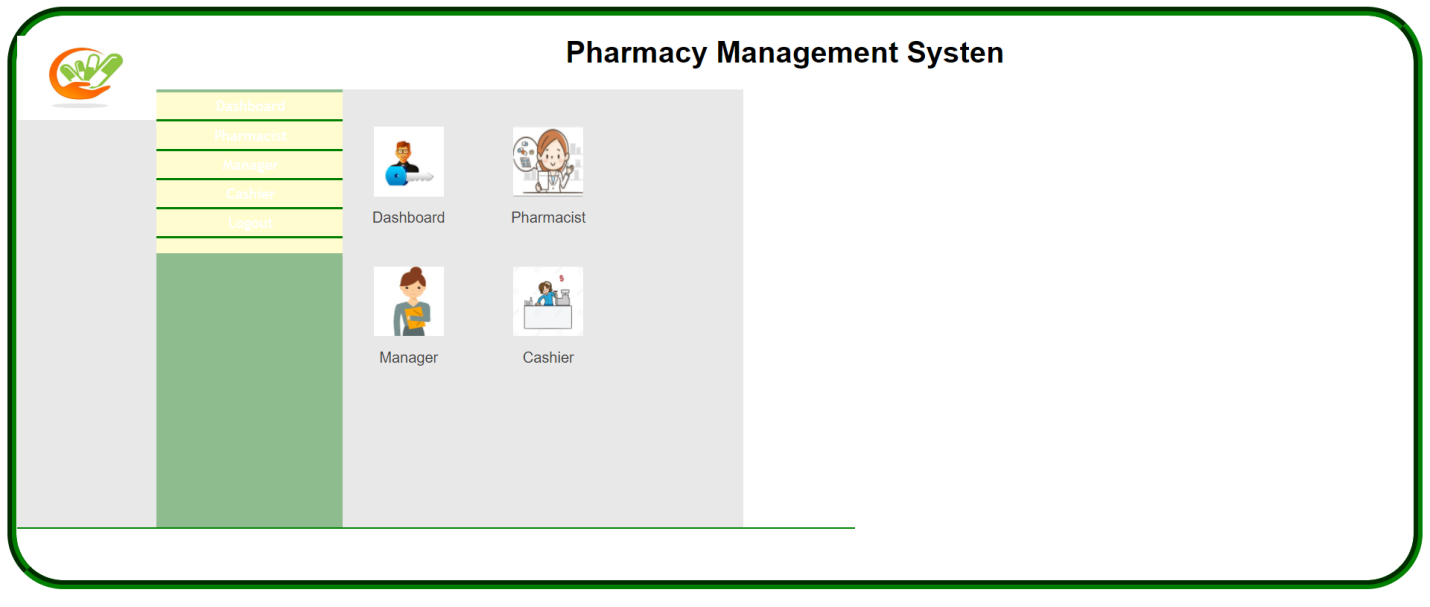 Pharmacy Management Systen
Dashboard
Pharmacist
Manager
Cashier
Logout
Dashboard
Pharmacist
Manager
Cashier